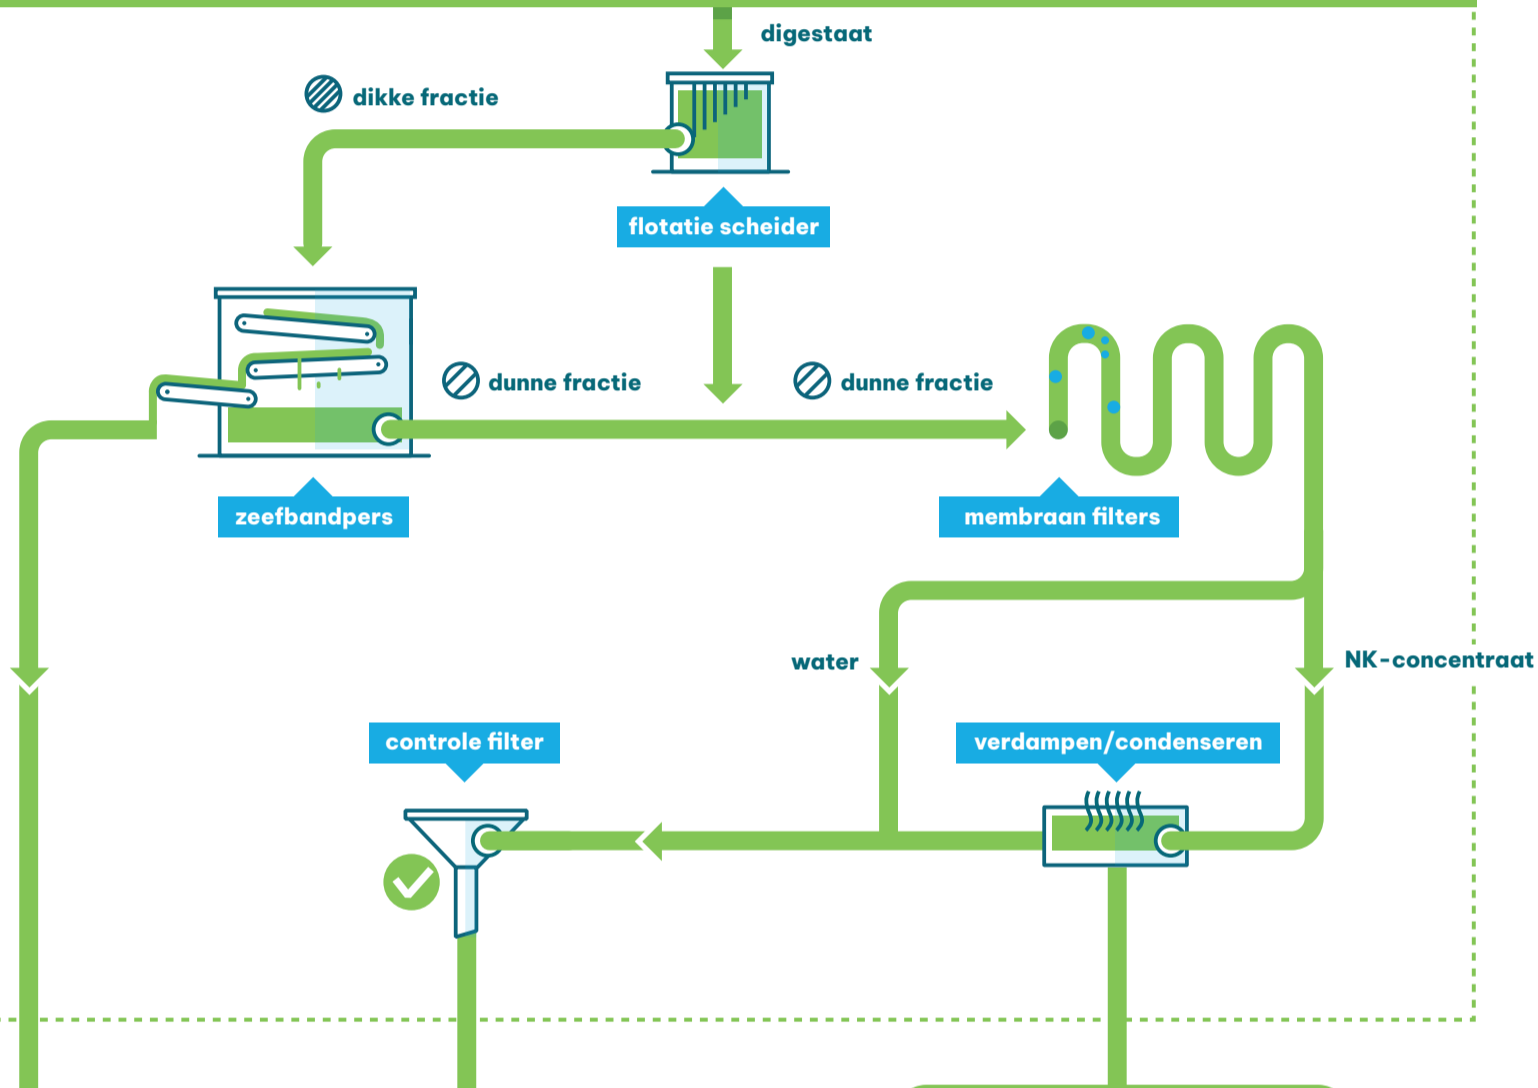 digestaat
dikke fractie
flotatie scheider
dunne fractie
dunne fractie
zeefbandpers
membraan filters
water
NK-concentraat
controle filter
verdampen/condenseren